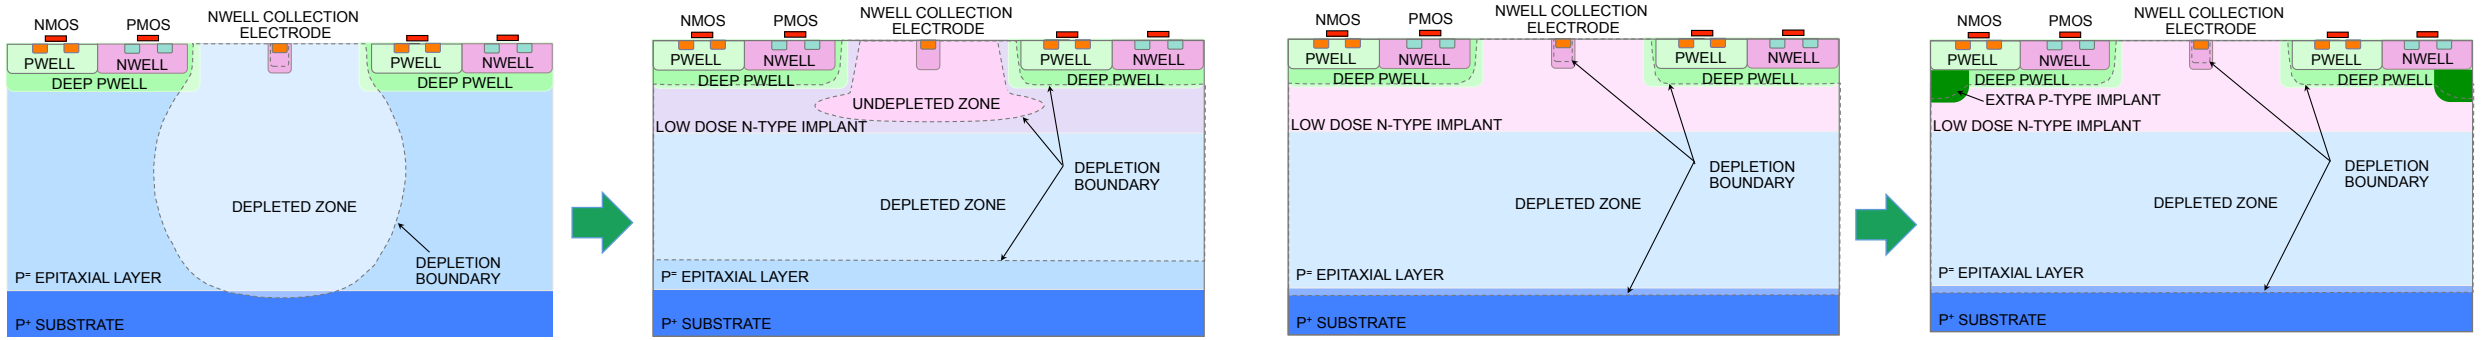 NMOS
PMOS
NWELL COLLECTION
ELECTRODE
PWELL
NWELL
DEEP PWELL
PWELL
NWELL
DEEP PWELL
DEPLETED ZONE
DEPLETION
BOUNDARY
P= EPITAXIAL LAYER
P+ SUBSTRATE
NMOS
PMOS
NWELL COLLECTION
ELECTRODE
PWELL
NWELL
DEEP PWELL
PWELL
NWELL
DEEP PWELL
UNDEPLETED ZONE
LOW DOSE N-TYPE IMPLANT
DEPLETION
BOUNDARY
DEPLETED ZONE
P= EPITAXIAL LAYER
P+ SUBSTRATE
NMOS
PMOS
NWELL COLLECTION
ELECTRODE
PWELL
NWELL
DEEP PWELL
PWELL
NWELL
DEEP PWELL
LOW DOSE N-TYPE IMPLANT
DEPLETION
BOUNDARY
DEPLETED ZONE
P= EPITAXIAL LAYER
P+ SUBSTRATE
NMOS
PMOS
NWELL COLLECTION
ELECTRODE
PWELL
NWELL
DEEP PWELL
PWELL
NWELL
DEEP PWELL
EXTRA P-TYPE IMPLANT
LOW DOSE N-TYPE IMPLANT
DEPLETION
BOUNDARY
DEPLETED ZONE
P= EPITAXIAL LAYER
P+ SUBSTRATE